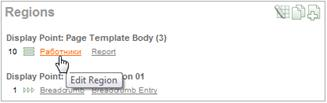 Regions
Display Point: Page Template Body (3)
10 Работники Report
Edit Region
Display Point: on 01
1 Breadcrumb Breadcrumb Entry